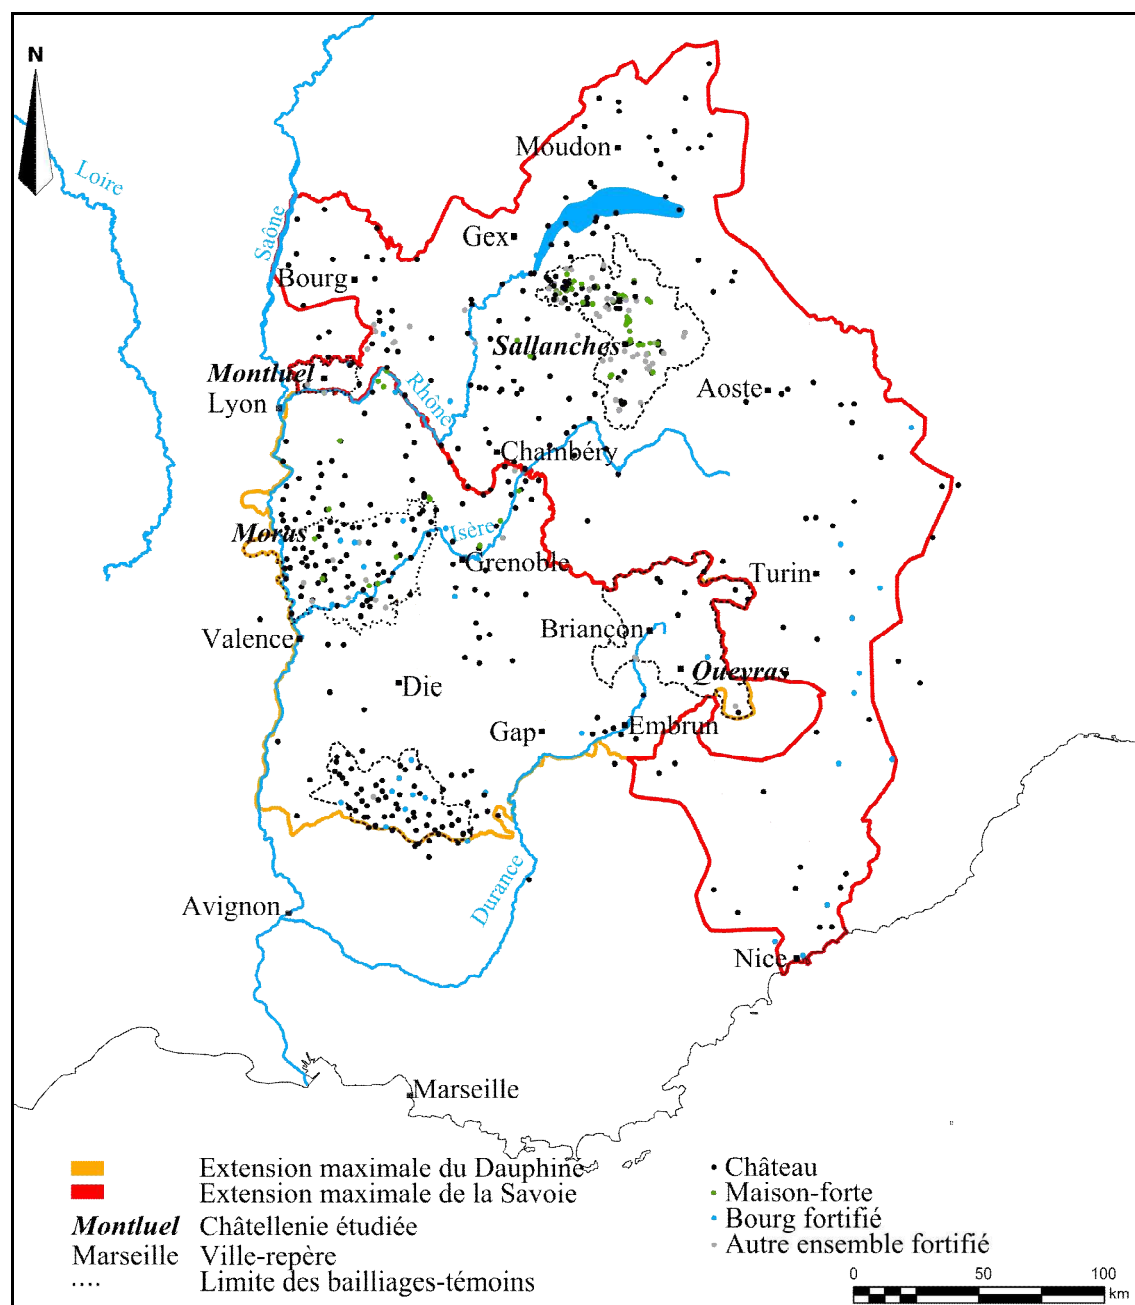 N
Loire
Moudon
Saône
Gex
Bourg
Sallanches
Montluel
Rhône
Aoste
Lyon
Chambéry
Moras
Isère
Grenoble
Turin
Valence
Briançon
Queyras
Die
Gap
Embrun
Durance
Avignon
Nice
Marseille
Extension maximale du Dauphiné
Extension maximale de la Savoie
Montluel Châtellenie étudiée
Marseille Ville-repère
Limite des bailliages-témoins
Château
Maison-forte
Bourg fortifié
Autre ensemble fortifié
0 50 100
km